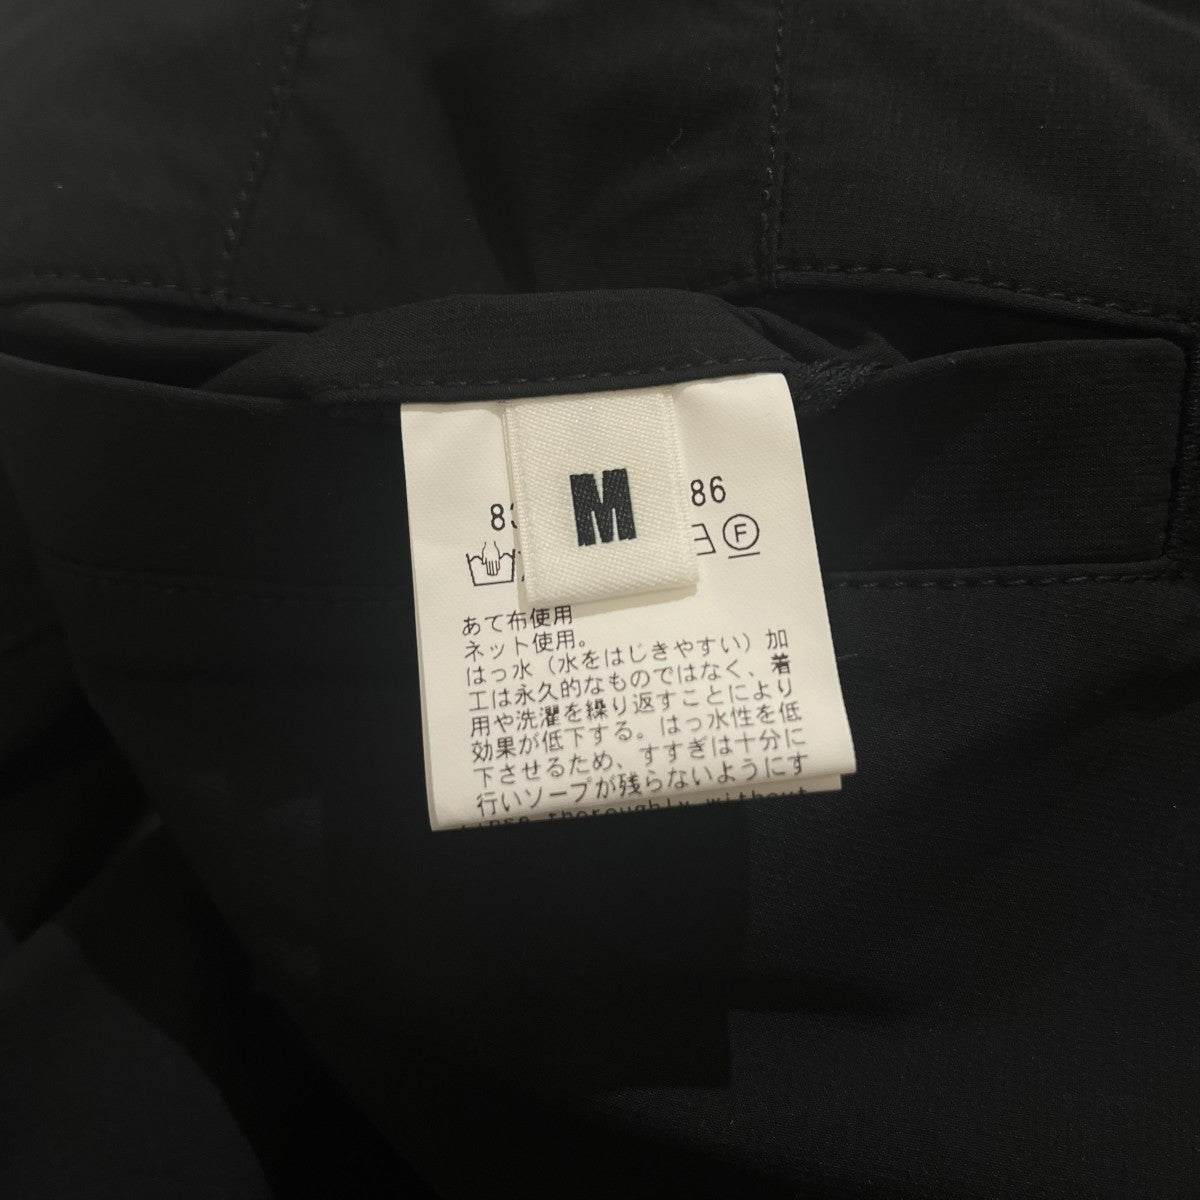 M
86
F
あて布使用
ネット使用。
はっ水（水をはじきやすい）加
工は永久的なものではなく、着
用や洗濯を繰り返すことにより
効果が低下する。はっ水性を低
下させるため、すすぎは十分に
行いソープが残らないようにす
thoroughly without